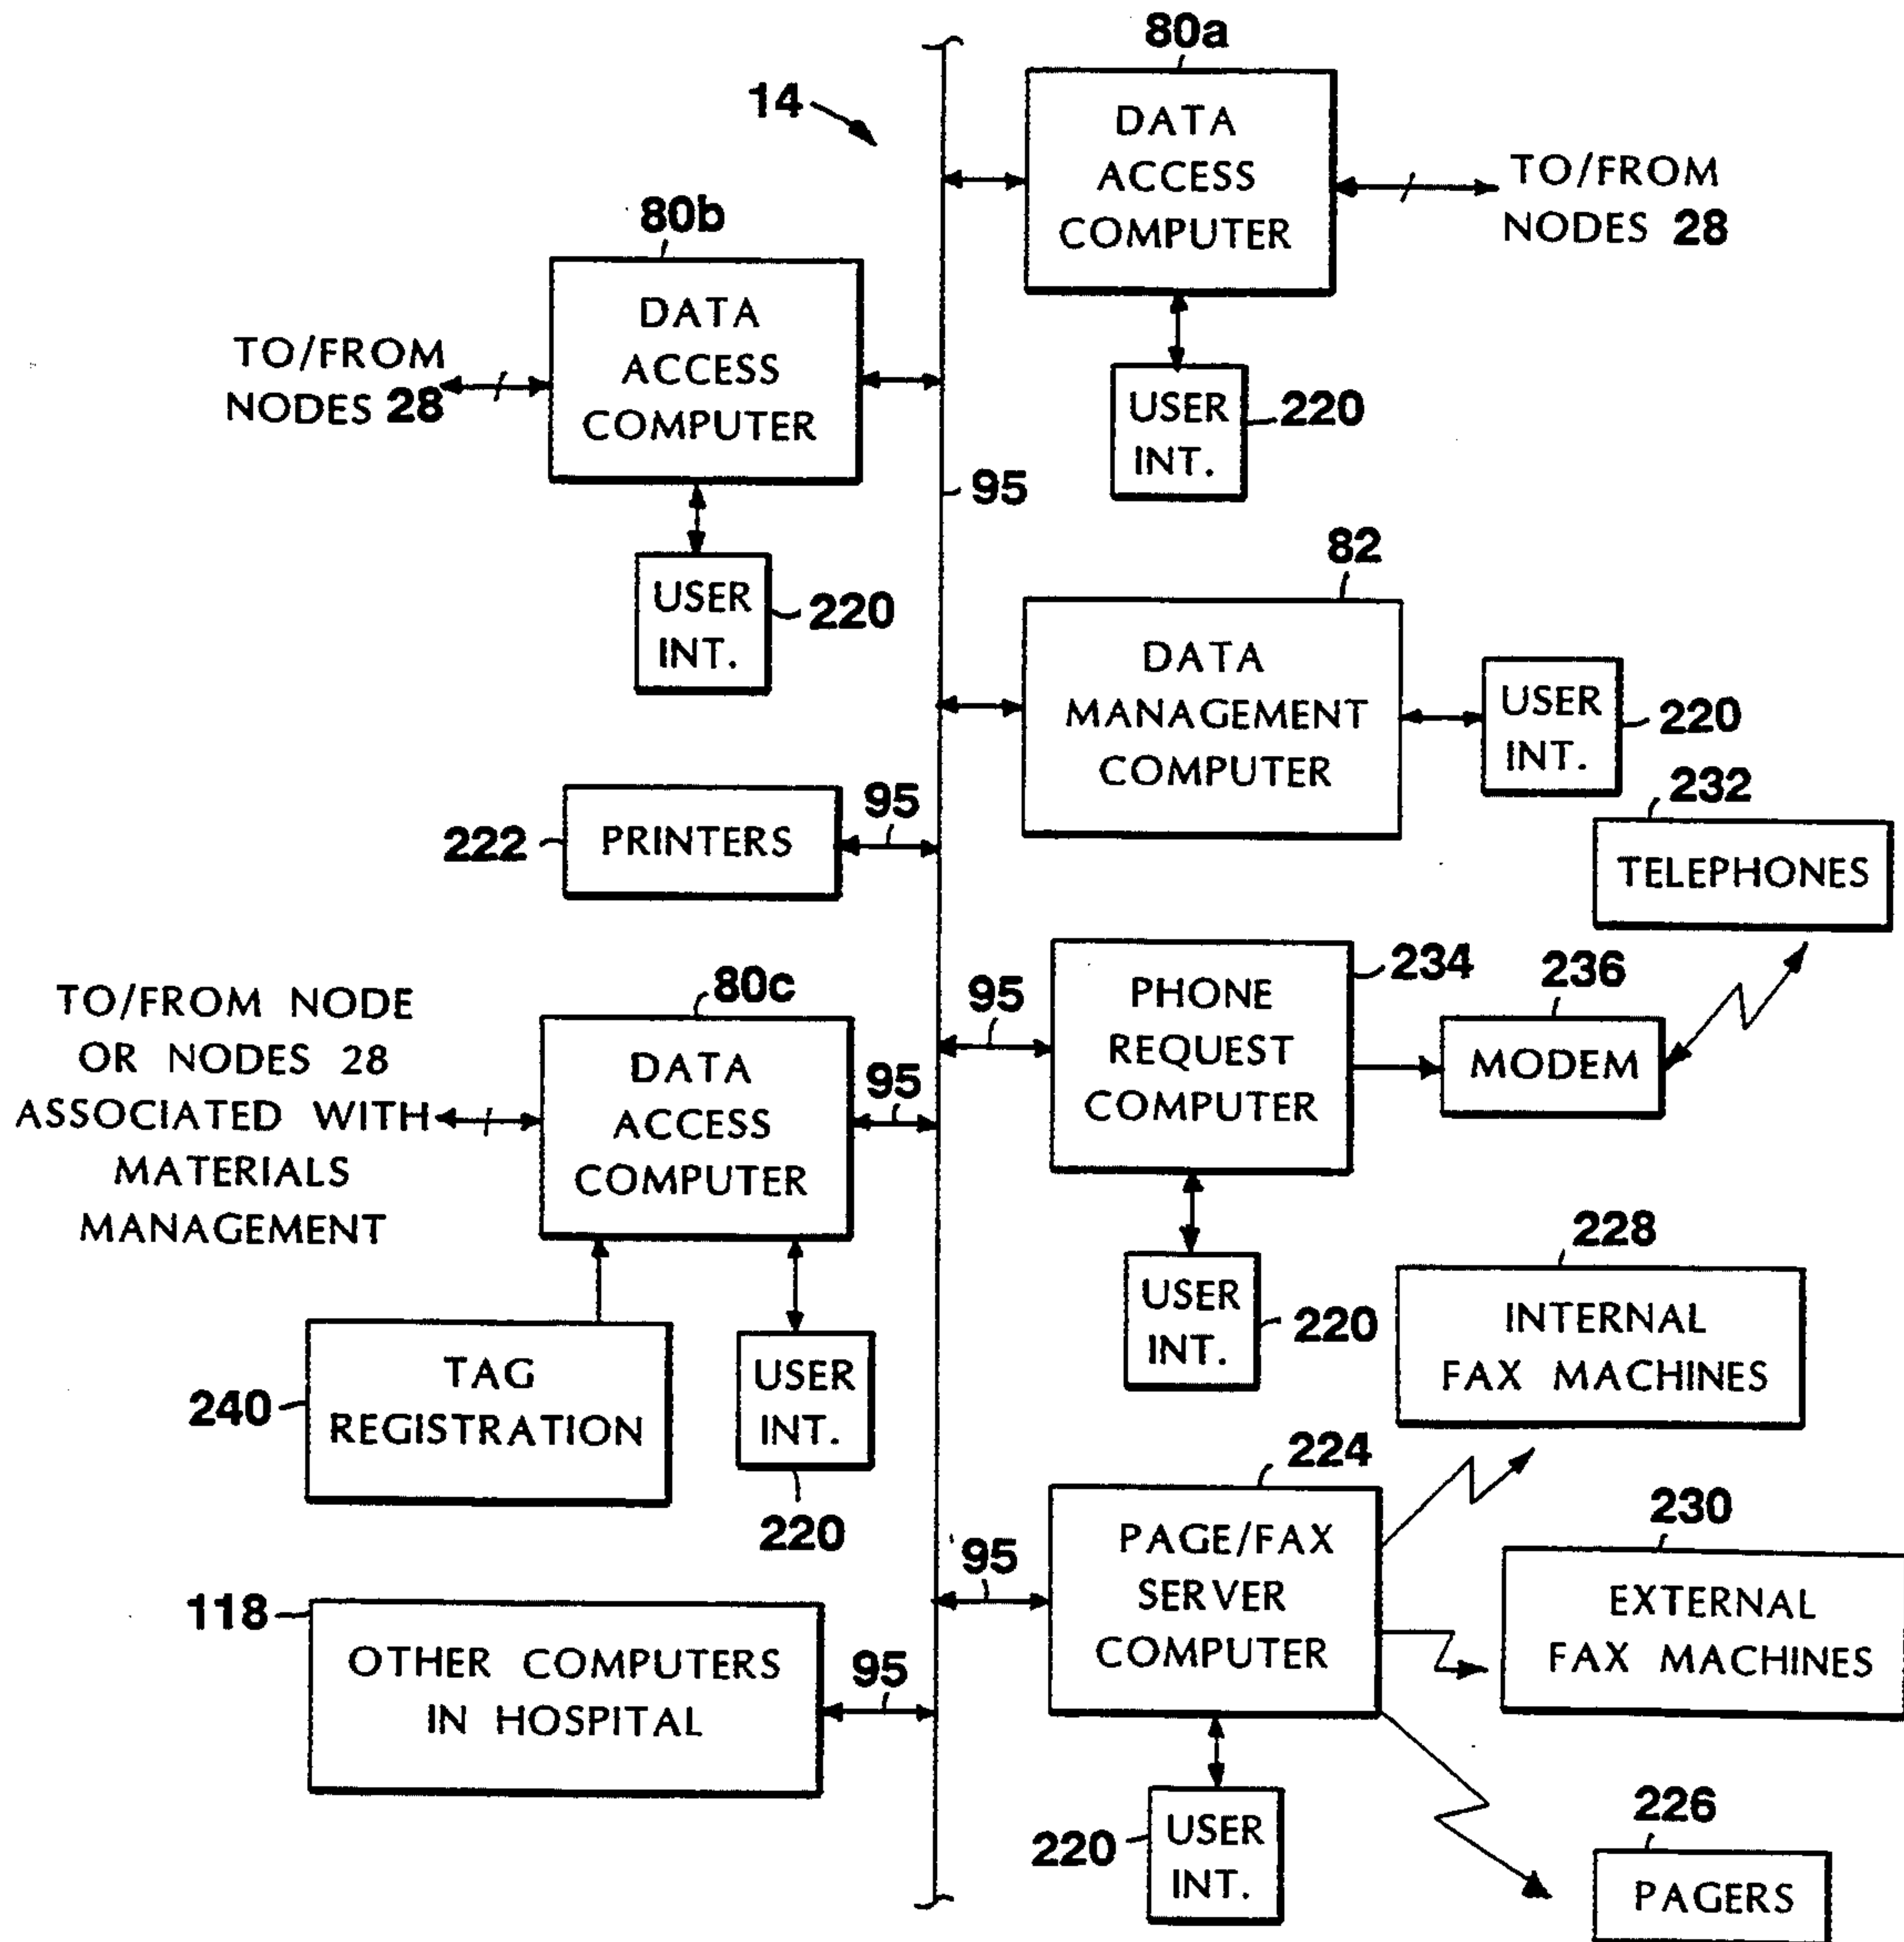 80a
14
DATA
ACCESS
COMPUTER
TO/FROM
NODES 28
80b
DATA
ACCESS
COMPUTER
TO/FROM
NODES 28
USER
INT.
220
95
USER
INT.
220
82
DATA
MANAGEMENT
COMPUTER
USER
INT.
220
222
PRINTERS
95
232
TELEPHONES
80c
TO/FROM NODE
OR NODES 28
ASSOCIATED WITH
MATERIALS
MANAGEMENT
DATA
ACCESS
COMPUTER
95
95
PHONE
REQUEST
COMPUTER
234
236
MODEM
240
TAG
REGISTRATION
USER
INT.
220
USER
INT.
220
228
INTERNAL
FAX MACHINES
224
95
PAGE/FAX
SERVER
COMPUTER
230
EXTERNAL
FAX MACHINES
118
OTHER COMPUTERS
IN HOSPITAL
95
220
USER
INT.
226
PAGERS